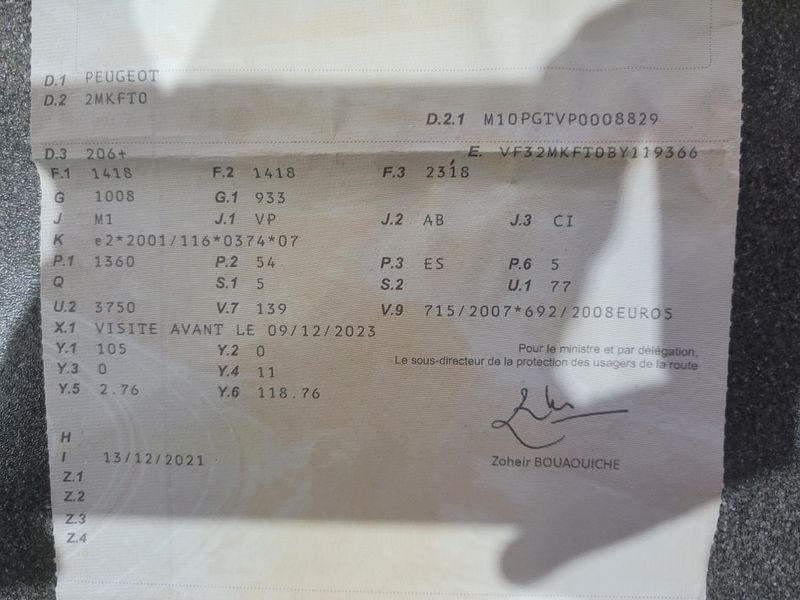 D.1 PEUGEOT
D.2 2MKFT0
D.2.1 M10PGTVP0008829
D.3 206+ E. VF32MKFT0BY119366
F.1 1418 F.2 1418 F.3 2318
G 1008 G.1 933
J M1 J.1 VP J.2 AB J.3 CI
K e2*2001/116*0374*07
P.1 1360 P.2 54 P.3 ES P.6 5
Q S.1 5 S.2 U.1 77
U.2 3750 V.7 139 V.9 715/2007*692/2008EURO5
X.1 VISITE AVANT LE 09/12/2023
Y.1 105 Y.2 0
Y.3 0 Y.4 11
Y.5 2.76 Y.6 118.76
Pour le ministre et par délégation,
Le sous-directeur de la protection des usagers de la route
H
I 13/12/2021
Zoheir BOUAOUICHE
Z.1
Z.2
Z.3
Z.4